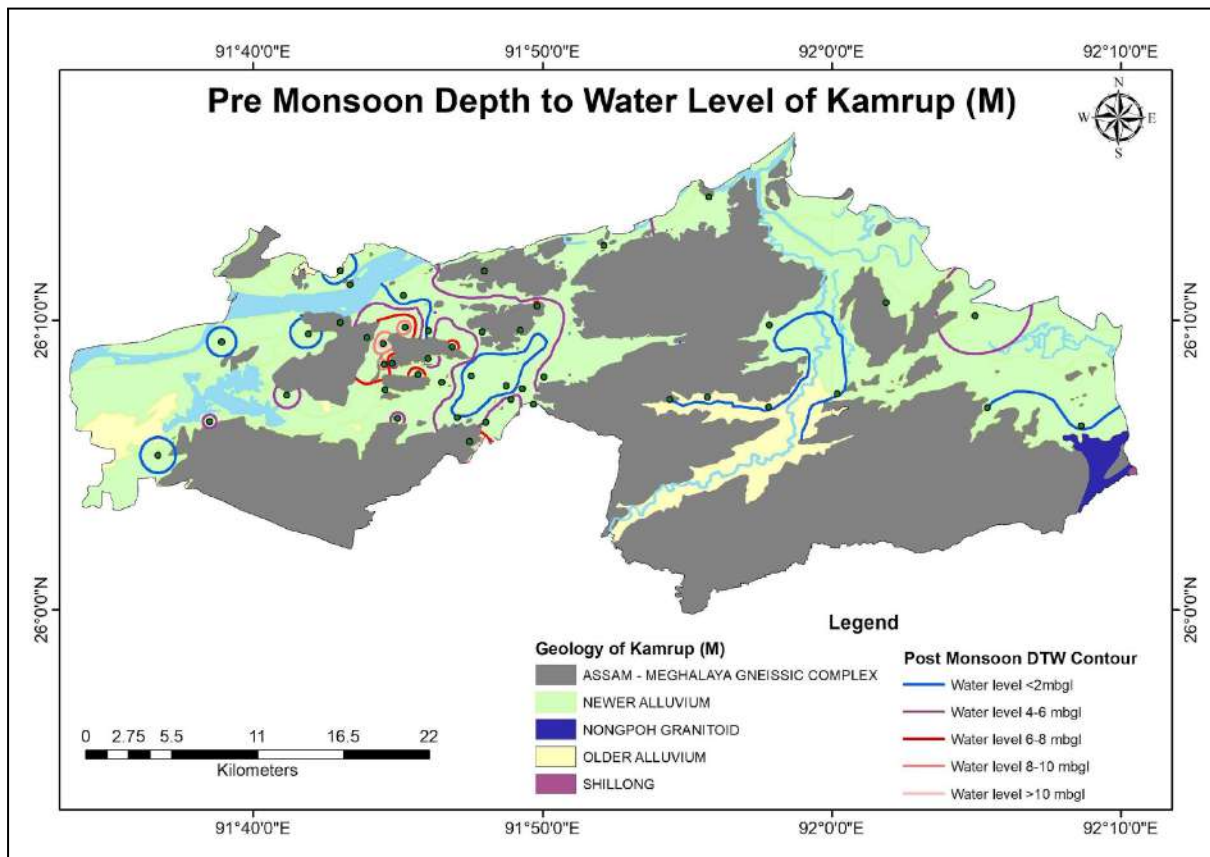 91°40'0"E 91°50'0"E 92°0'0"E 92°10'0"E
Pre Monsoon Depth to Water Level of Kamrup (M)
N
W E
S
26°10'0"N 26°10'0"N
26°0'0"N 26°0'0"N
Legend
Geology of Kamrup (M)
ASSAM - MEGHALAYA GNEISSIC COMPLEX
NEWER ALLUVIUM
NONGPOH GRANITOID
OLDER ALLUVIUM
SHILLONG
Post Monsoon DTW Contour
Water level <2mbgl
Water level 4-6 mbgl
Water level 6-8 mbgl
Water level 8-10 mbgl
Water level >10 mbgl
0 2.75 5.5 11 16.5 22
Kilometers
91°40'0"E 91°50'0"E 92°0'0"E 92°10'0"E